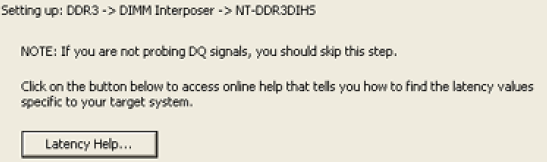 Setting up: DDR3 -> DIMM Interposer -> NT-DDR3DIHS
NOTE: If you are not probing DQ signals, you should skip this step.
Click on the button below to access online help that tells you how to find the latency values
specific to your target system.
Latency Help...